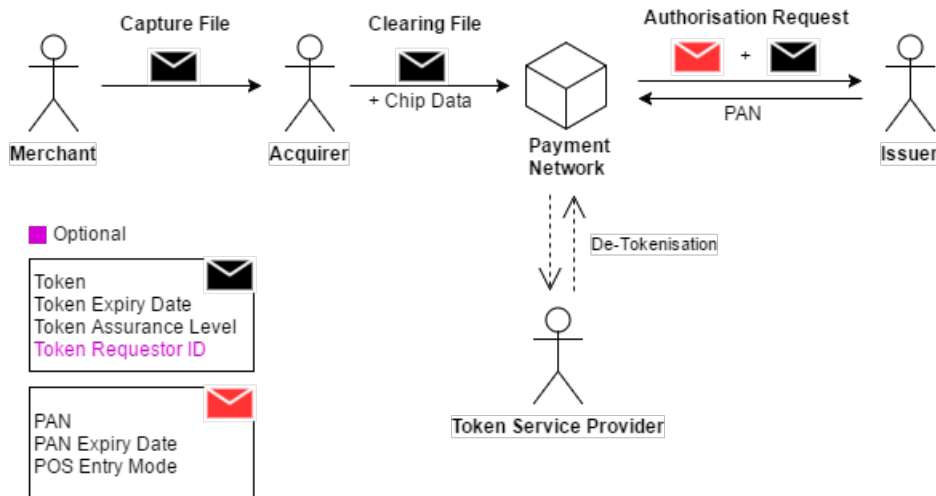 Capture File
Clearing File
Authorisation Request
+
+ Chip Data
PAN
Merchant
Acquirer
Payment
Network
Issuer
De-Tokenisation
Optional
Token
Token Expiry Date
Token Assurance Level
Token Requestor ID
PAN
PAN Expiry Date
POS Entry Mode
Token Service Provider